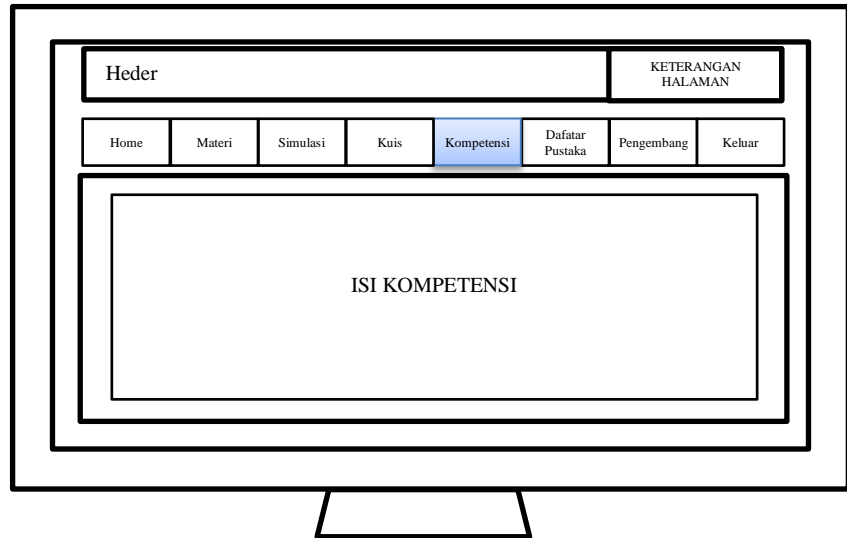 Heder
KETERANGAN
HALAMAN
Home
Materi
Simulasi
Kuis
Kompetensi
Dafatar
Pustaka
Pengembang
Keluar
ISI KOMPETENSI